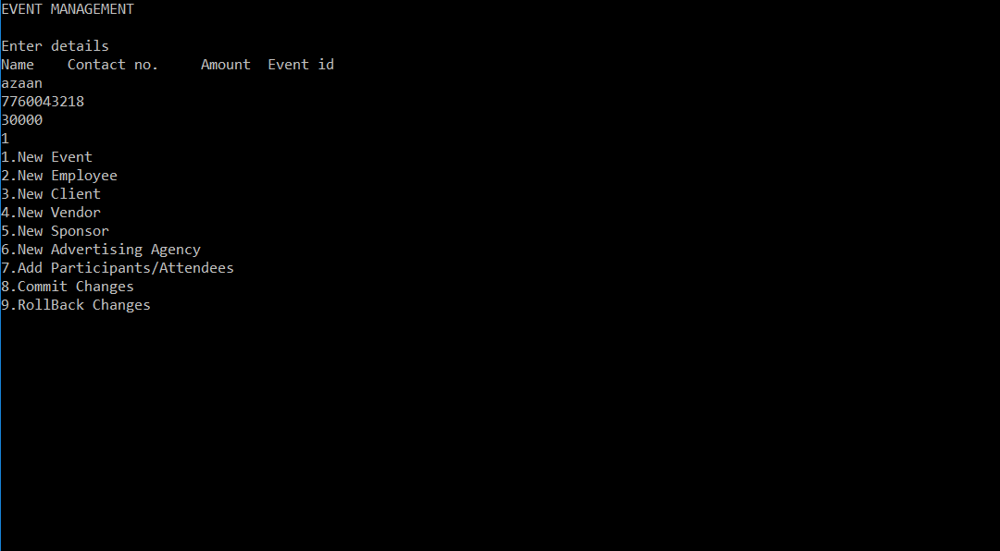 EVENT MANAGEMENT
Enter details
Name    Contact no.     Amount  Event id
azaan
7760043218
30000
1
1.New Event
2.New Employee
3.New Client
4.New Vendor
5.New Sponsor
6.New Advertising Agency
7.Add Participants/Attendees
8.Commit Changes
9.RollBack Changes